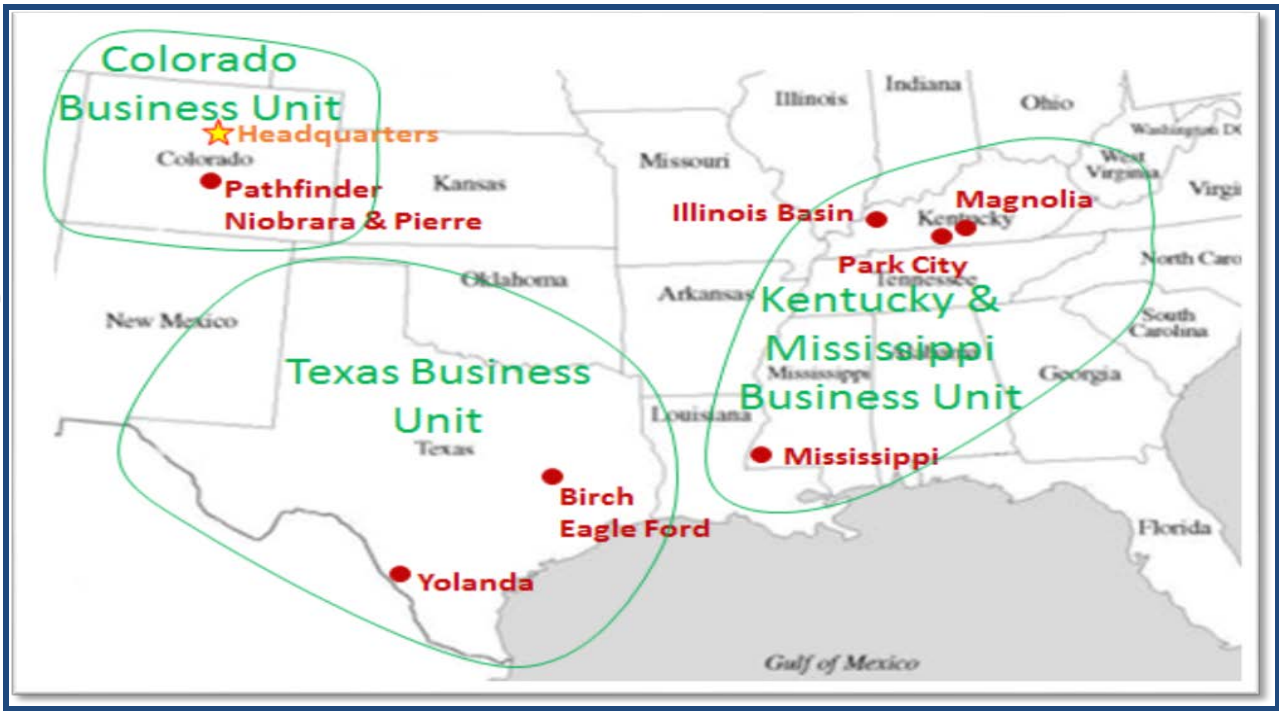 Colorado
Business Unit
Headquarters
Colorado
Pathfinder
Niobrara & Pierre
Kansas
Missouri
Illinois
Indiana
Ohio
Washington DC
West
Virginia
Virgi
Illinois Basin
Magnolia
Kentucky
Park City
Tennessee
North Caro
South
Carolina
Oklahoma
Arkansas
New Mexico
Kentucky &
Mississippi
Business Unit
Alabama
Mississippi
Georgia
Texas Business
Unit
Texas
Louisiana
Mississippi
Birch
Eagle Ford
Yolanda
Florida
Gulf of Mexico